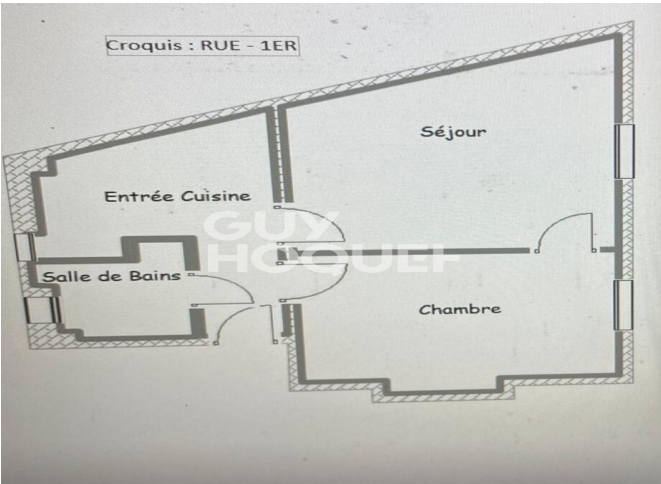 Croquis : RUE - 1ER
Séjour
Entrée Cuisine
GUY
HOQUET
Salle de Bains
Chambre